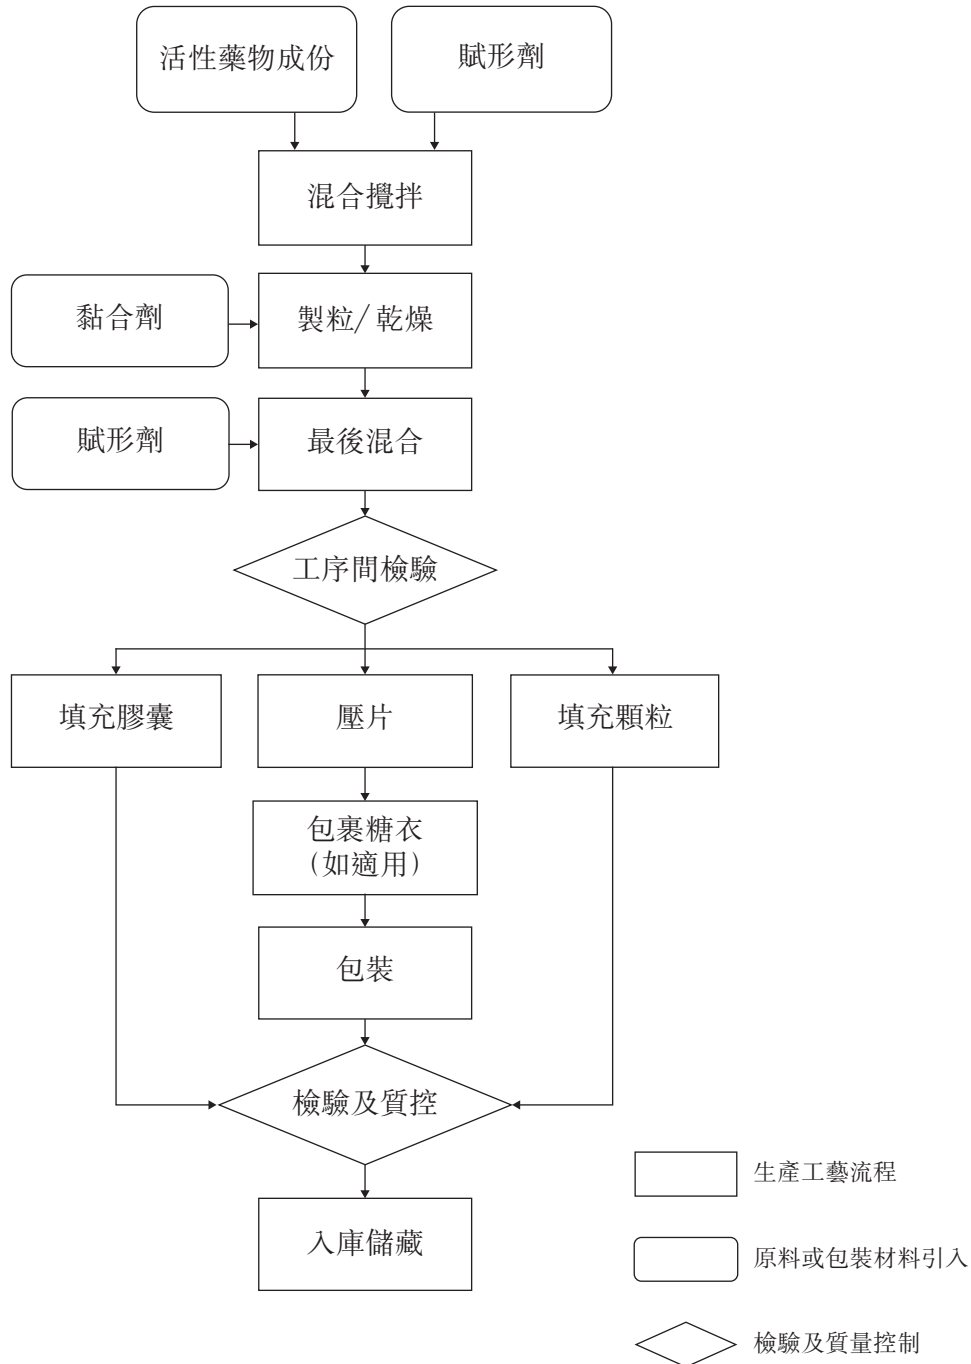 活性藥物成份
賦形劑
混合攪拌
黏合劑
製粒/乾燥
賦形劑
最後混合
工序間檢驗
填充膠囊
壓片
填充顆粒
包裹糖衣
(如適用)
包裝
檢驗及質控
入庫儲藏
生產工藝流程
原料或包裝材料引入
檢驗及質量控制